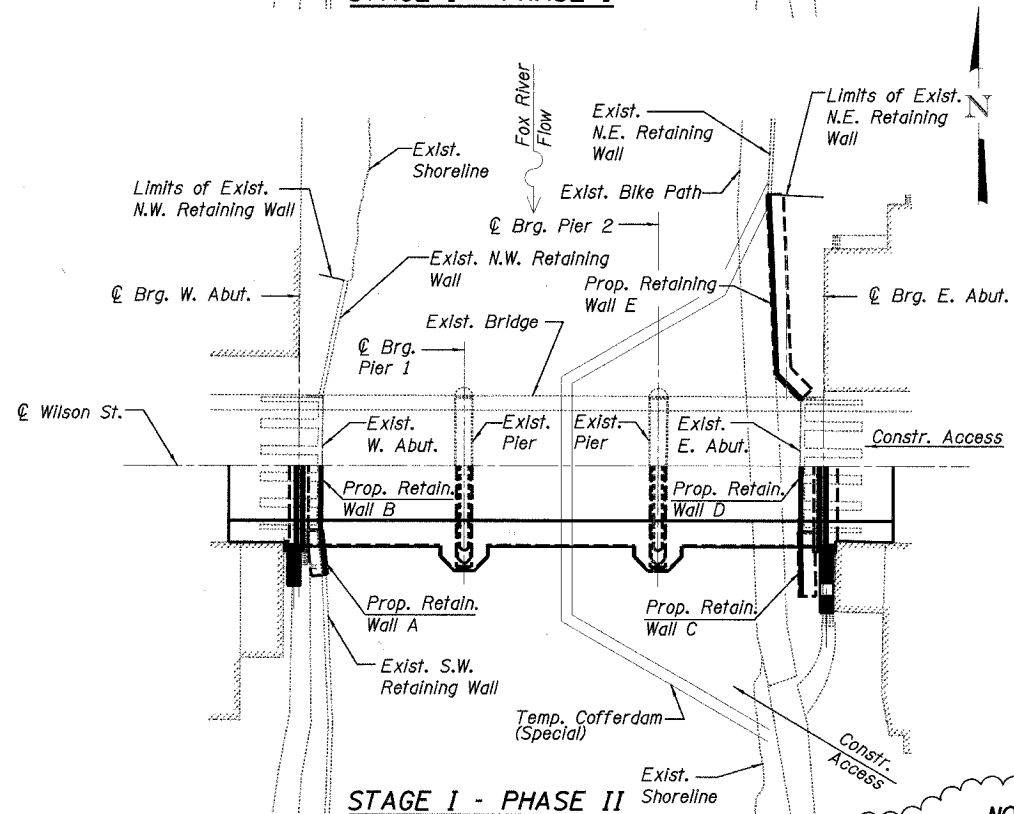 Fox River
Flow
N
Exist.
N.E. Retaining
Wall
Limits of Exist.
N.E. Retaining
Wall
Exist.
Shoreline
Limits of Exist.
N.W. Retaining Wall
Exist. Bike Path
℄ Brg. Pier 2
Exist. N.W. Retaining
Wall
Prop. Retaining
Wall E
℄ Brg. W. Abut.
℄ Brg. E. Abut.
Exist. Bridge
℄ Brg.
Pier 1
℄ Wilson St.
Exist.
W. Abut.
Exist.
Pier
Exist.
Pier
Exist.
E. Abut.
Constr. Access
Prop. Retain.
Wall B
Prop. Retain.
Wall D
Prop. Retain.
Wall A
Prop. Retain.
Wall C
Exist. S.W.
Retaining Wall
Temp. Cofferdam
(Special)
Constr.
Access
Exist.
Shoreline
STAGE I - PHASE II